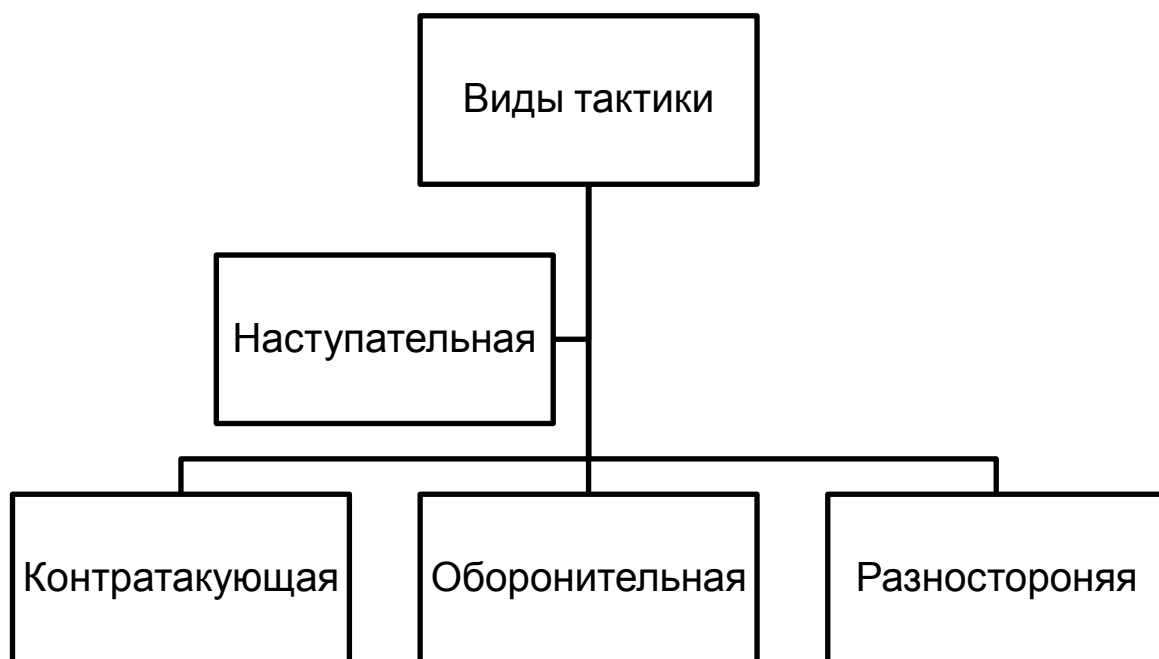 Виды тактики
Наступательная
Контратакующая
Оборонительная
Разностороняя